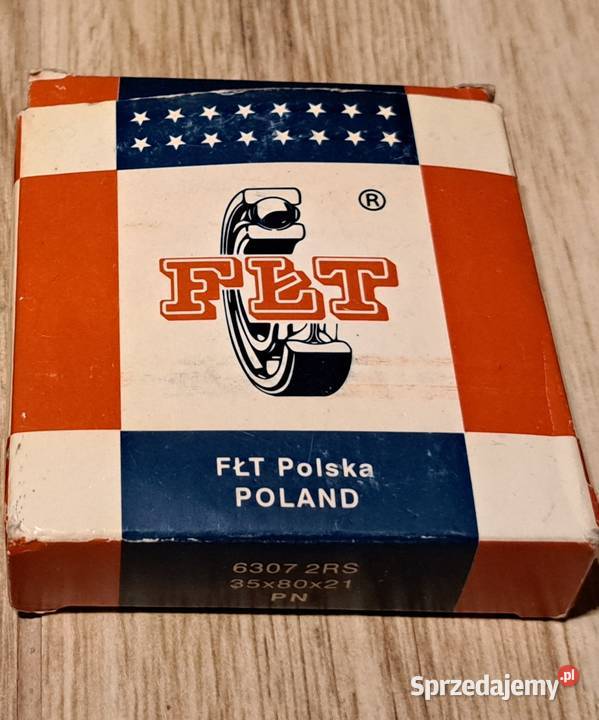 ®
FŁT
FŁT Polska
POLAND
6307 2RS
35x80x21
PN
Sprzedajemy.pl